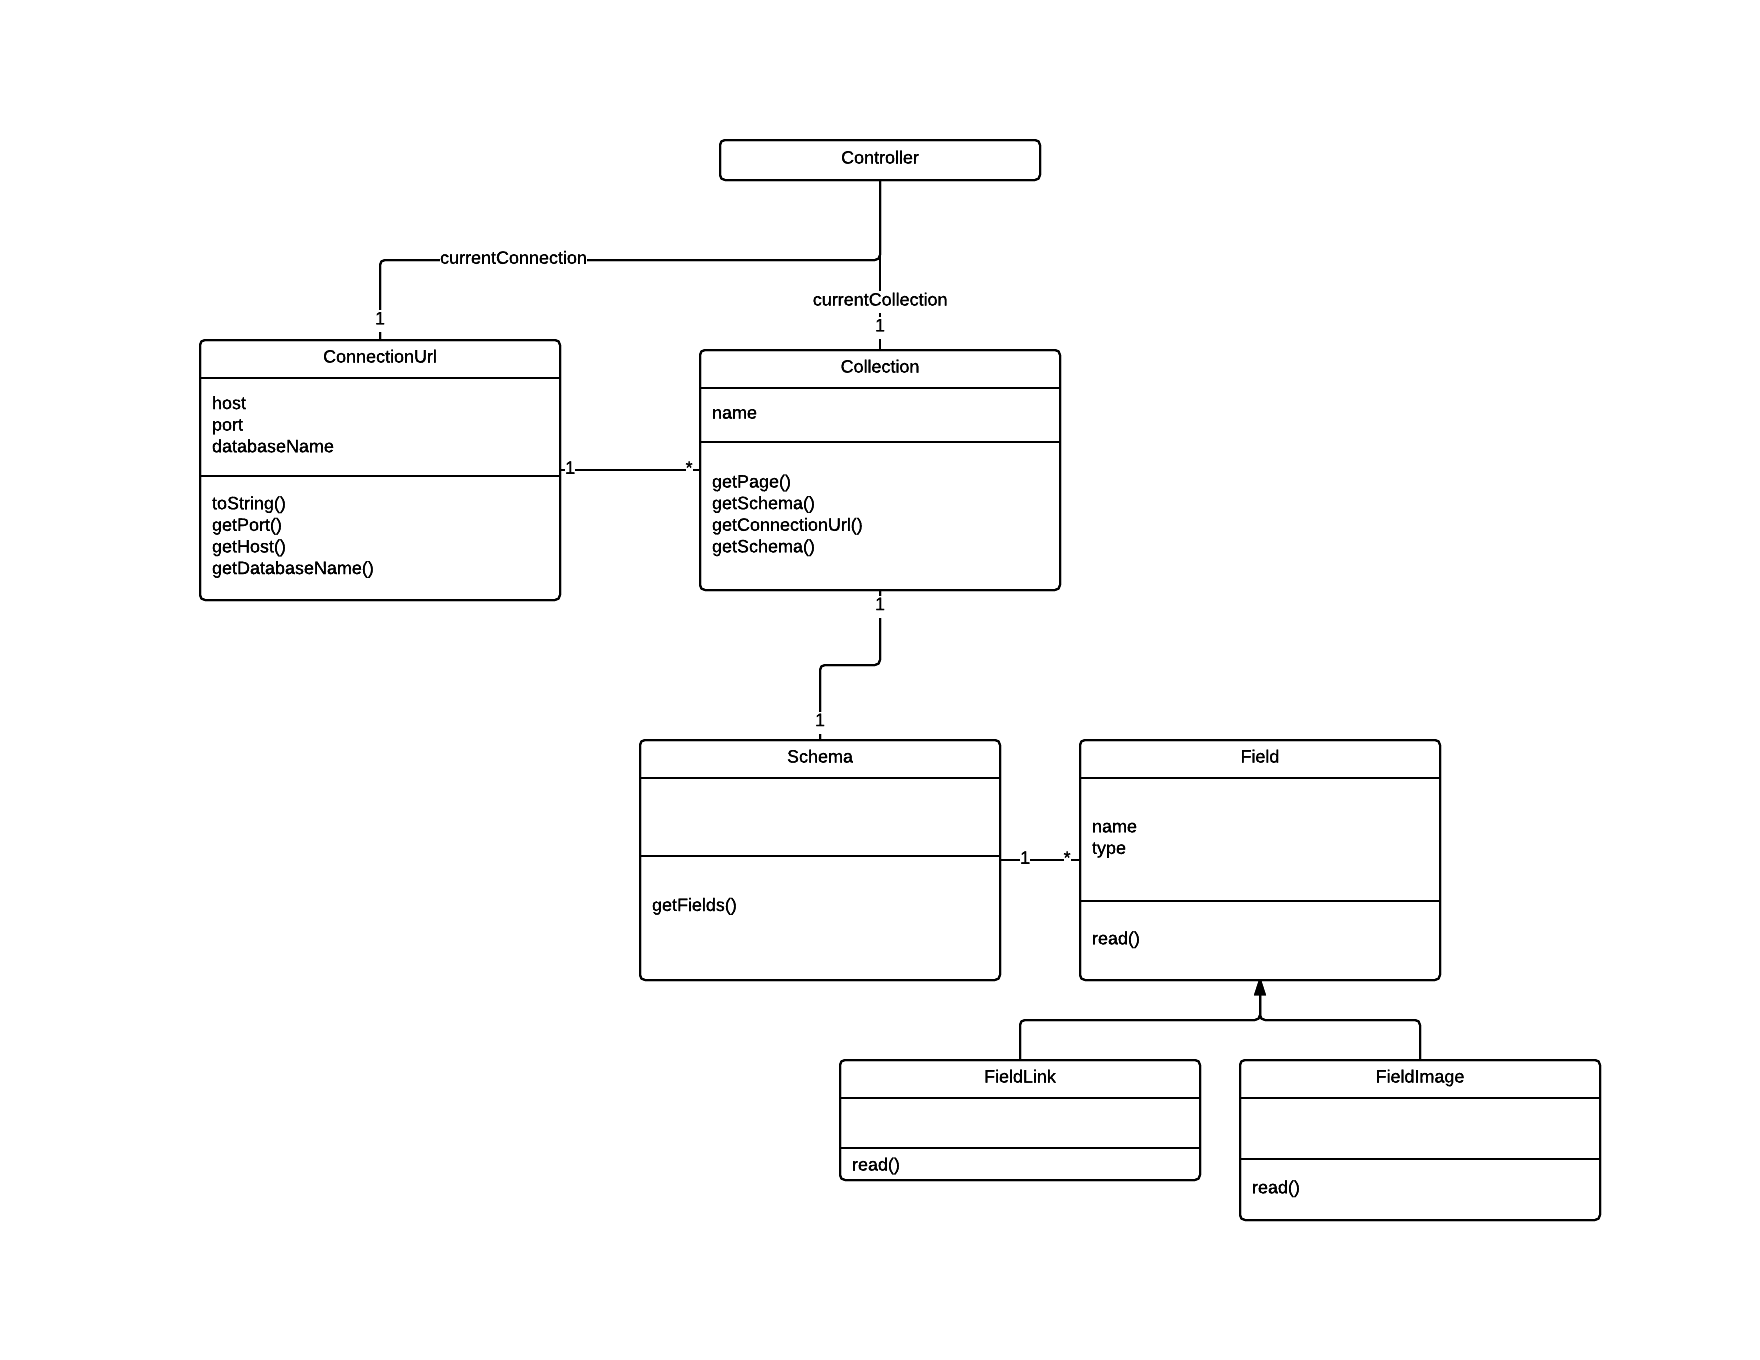 Controller
currentConnection
currentCollection
1
1
ConnectionUrl
host
port
databaseName
toString()
getPort()
getHost()
getDatabaseName()
1
*
Collection
name
getPage()
getSchema()
getConnectionUrl()
getSchema()
1
1
Schema
getFields()
1
*
Field
name
type
read()
FieldLink
read()
FieldImage
read()